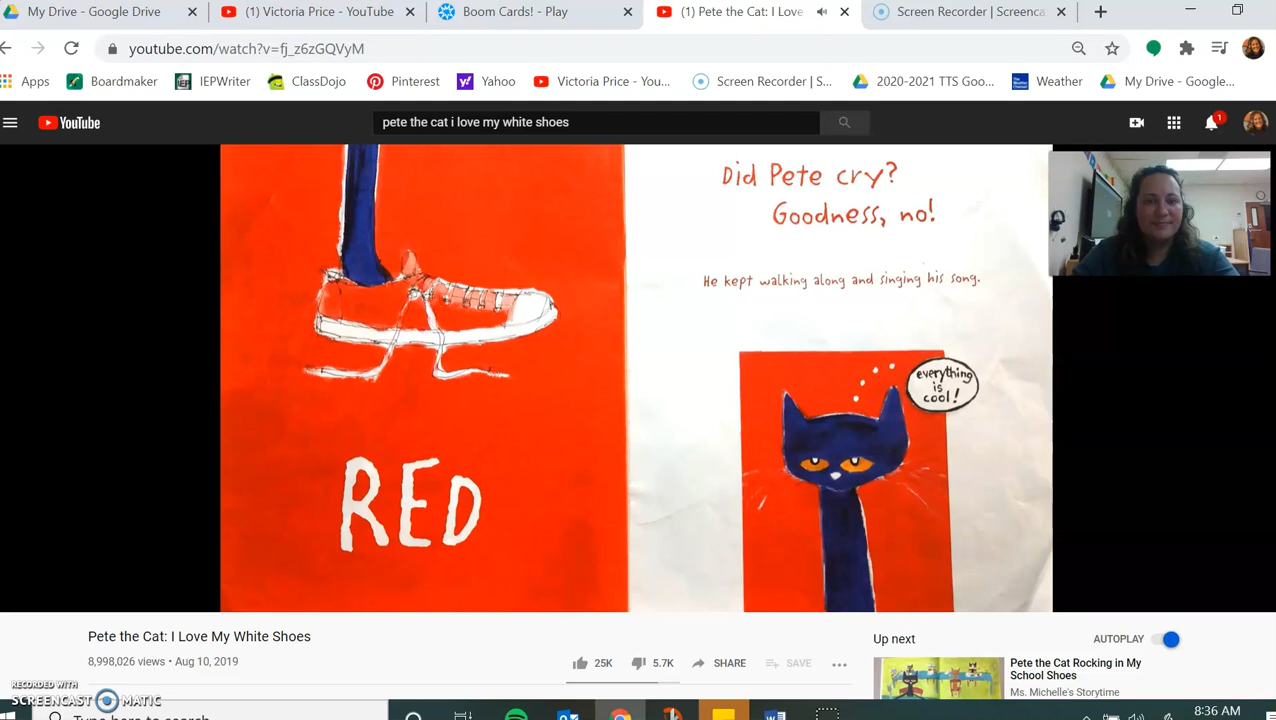 My Drive - Google Drive
(1) Victoria Price - YouTube
Boom Cards! - Play
(1) Pete the Cat: I Love
Screen Recorder | Screenca
youtube.com/watch?v=fj_z6zGQVyM
Apps
Boardmaker
IEPWriter
ClassDojo
Pinterest
Yahoo
Victoria Price - You...
Screen Recorder | S...
2020-2021 TTS Goo...
Weather
My Drive - Google...
YouTube
pete the cat i love my white shoes
1
Did Pete cry?
Goodness, no!
He kept walking along and singing his song.
everything
is
cool!
RED
Pete the Cat: I Love My White Shoes
8,998,026 views • Aug 10, 2019
25K
5.7K
SHARE
SAVE
Up next
AUTOPLAY
Pete the Cat Rocking in My
School Shoes
Ms. Michelle's Storytime
RECORDED WITH
SCREENCAST MATIC
Type here to search
8:36 AM